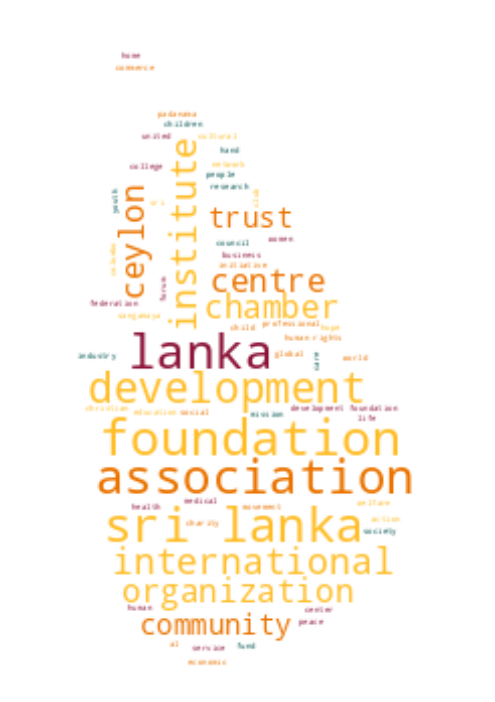 home
commerce
padanama
children
united
cultural
hand
institute
college
network
people
research
youth
ceylon
sri
club
trust
women
council
business
initiative
centre
forum
federation
chamber
sangamaya
child professional hope
human rights
lanka
industry
global
care
world
development
christian education social
mission
development foundation
life
foundation
association
medical
health
movement
welfare
sri lanka
charity
action
society
international
organization
human
center
community
peace
al
service
fund
economic